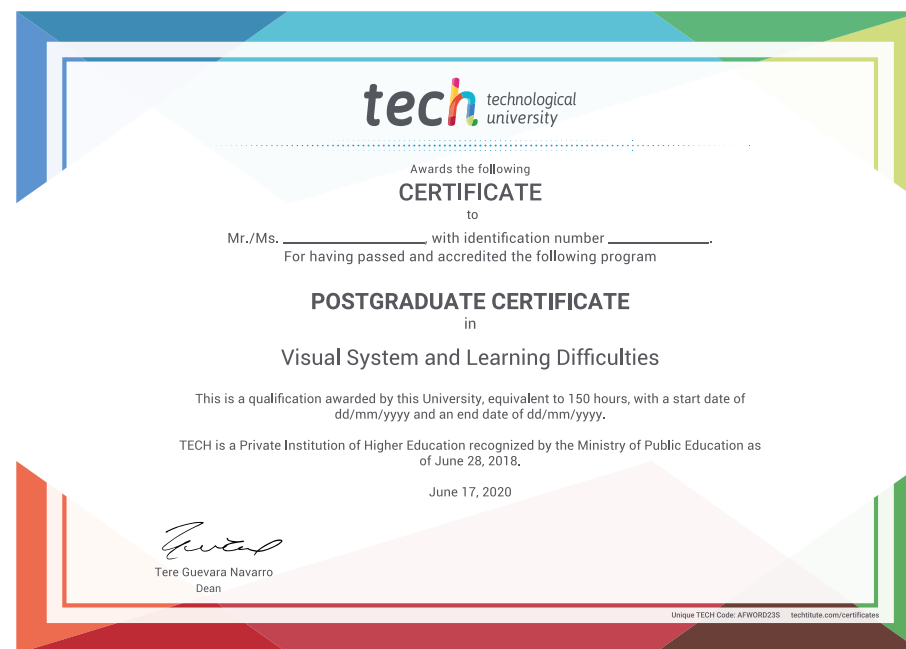 tech technological
university
Awards the following
CERTIFICATE
to
Mr./Ms. ____________________, with identification number ______________.
For having passed and accredited the following program
POSTGRADUATE CERTIFICATE
in
Visual System and Learning Difficulties
This is a qualification awarded by this University, equivalent to 150 hours, with a start date of
dd/mm/yyyy and an end date of dd/mm/yyyy.
TECH is a Private Institution of Higher Education recognized by the Ministry of Public Education as
of June 28, 2018.
June 17, 2020
Tere Guevara Navarro
Dean
Unique TECH Code: AFWORD23S techtitute.com/certificates